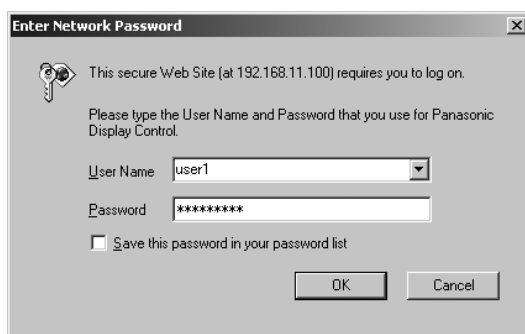 Enter Network Password
This secure Web Site (at 192.168.11.100) requires you to log on.
Please type the User Name and Password that you use for Panasonic
Display Control.
User Name user1
Password *********
Save this password in your password list
OK Cancel